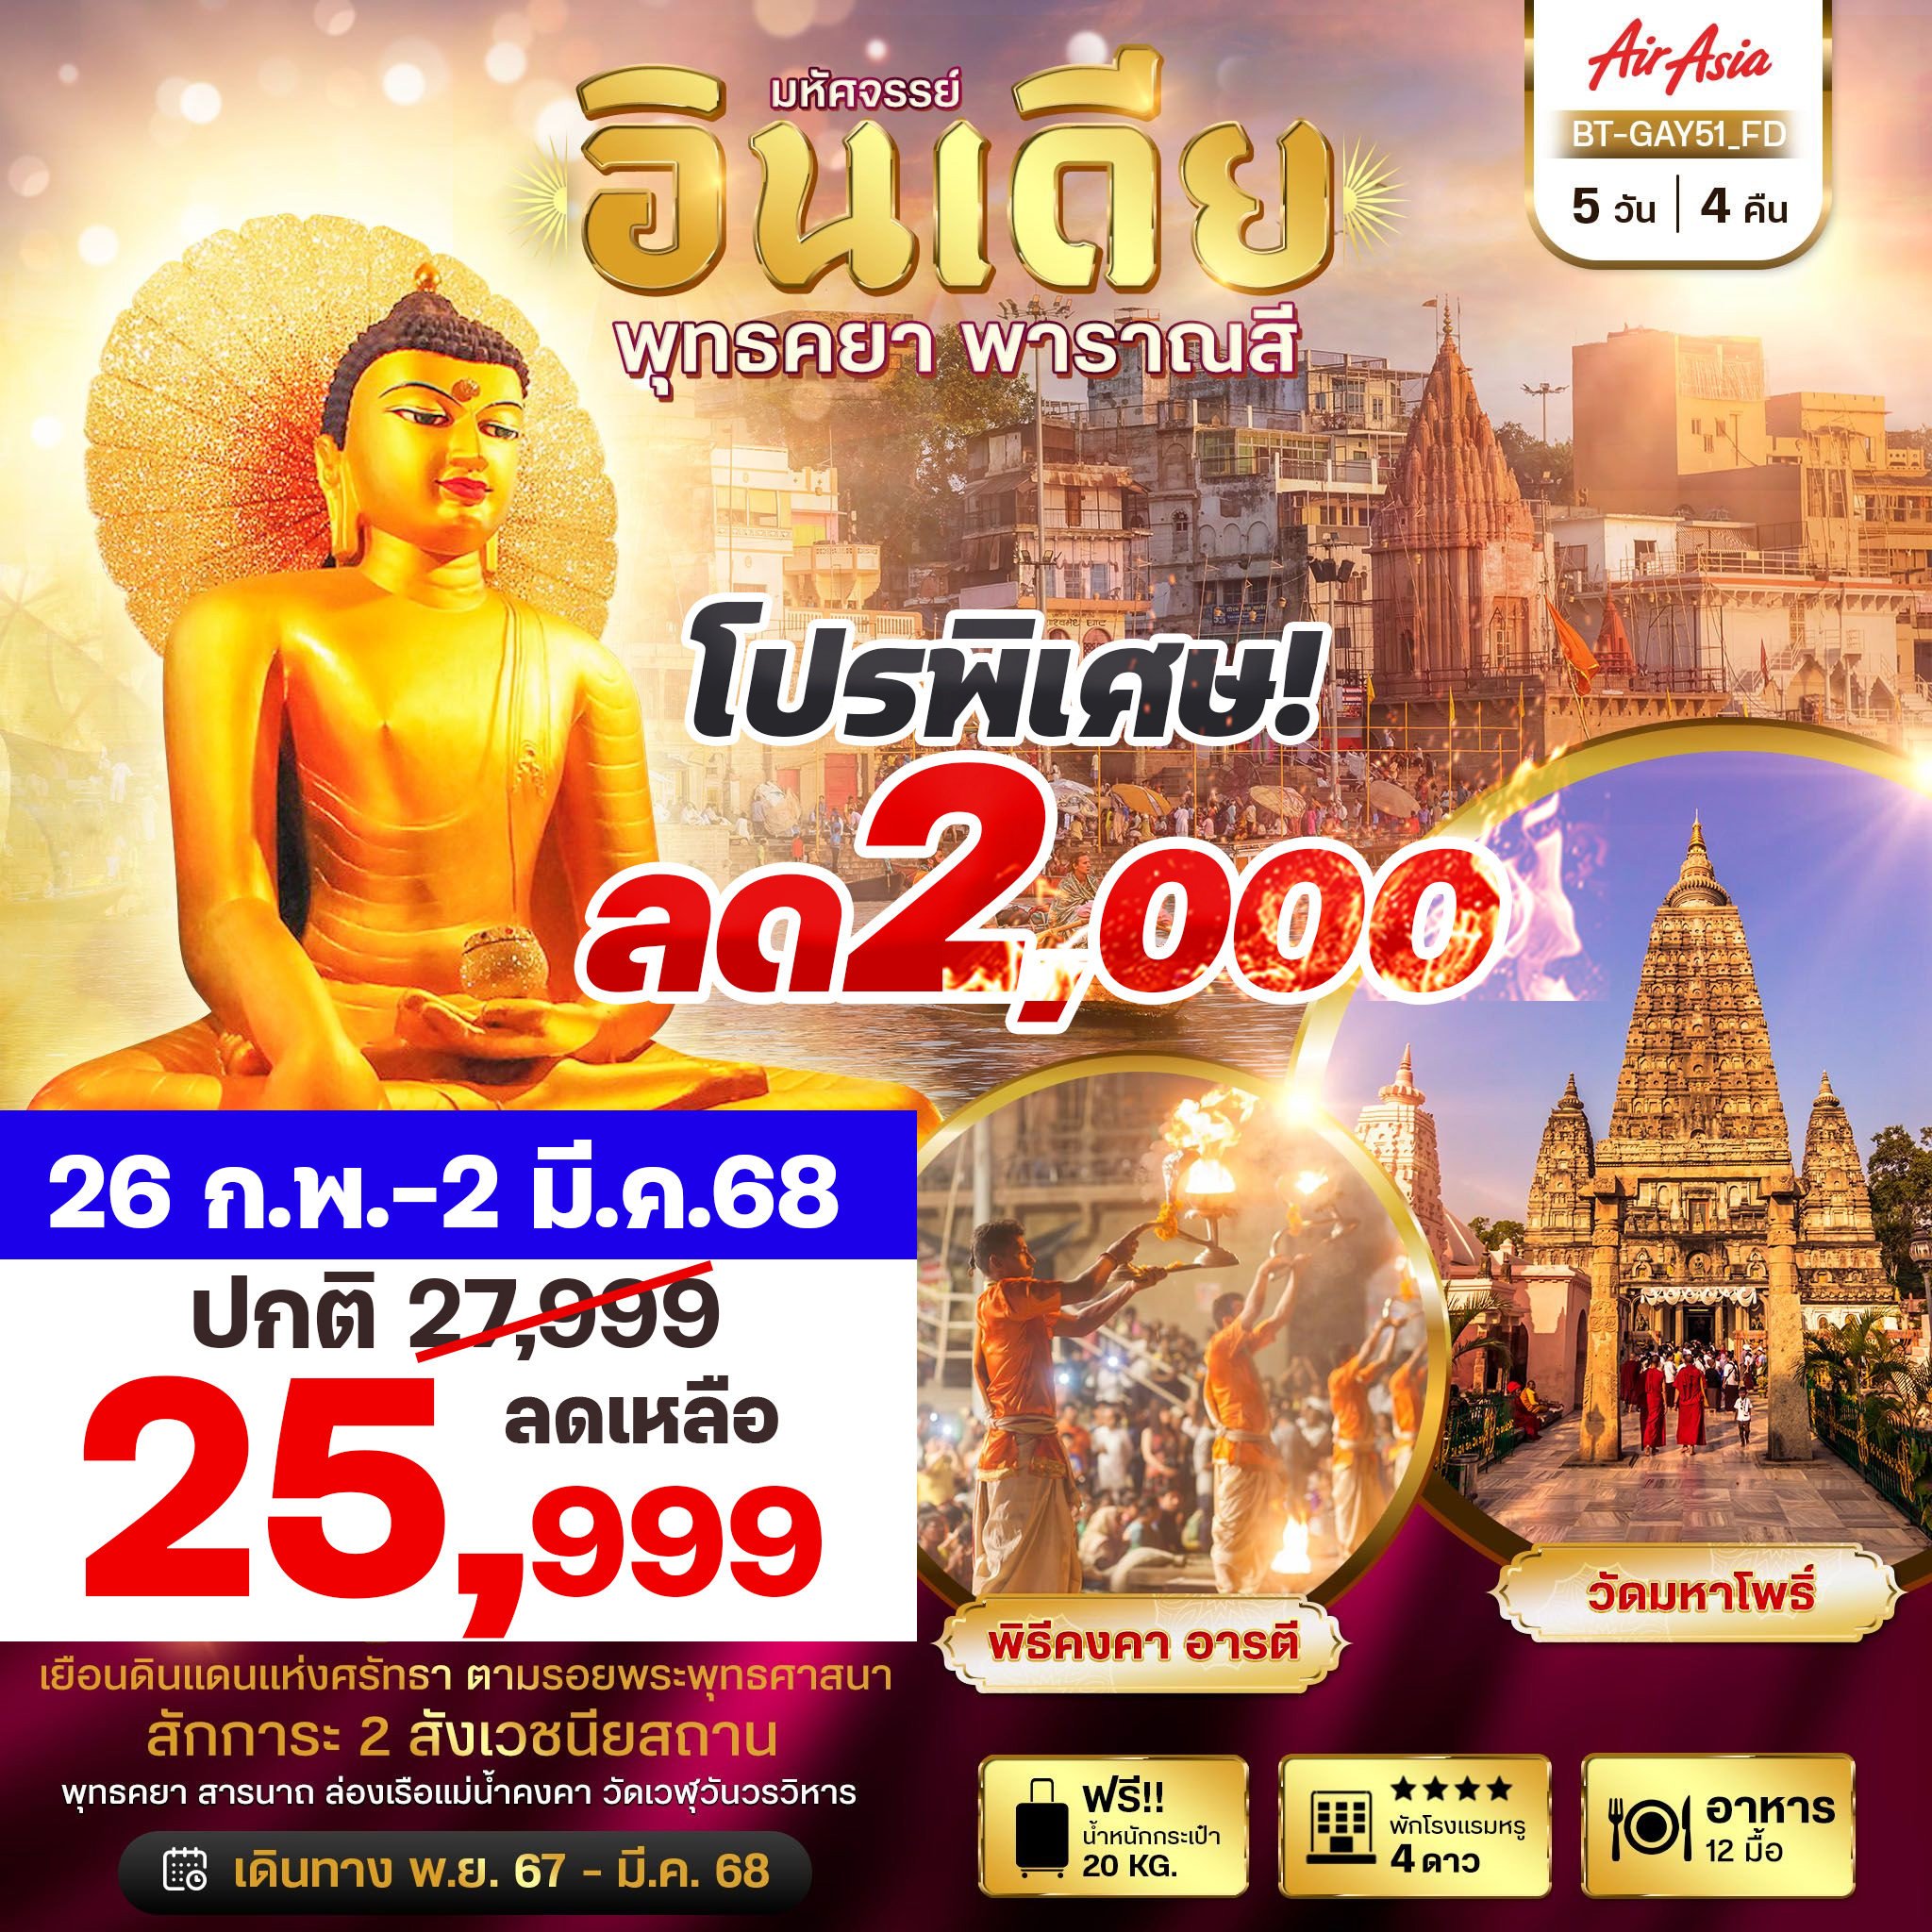 มหัศจรรย์
อินเดีย
พุทธคยา พาราณสี
AirAsia
BT-GAY51_FD
5 วัน | 4 คืน
โปรพิเศษ!
ลด 2,000
26 ก.พ.-2 มี.ค.68
ปกติ 27,999
ลดเหลือ
25,999
พิธีคงคา อารตี
วัดมหาโพธิ์
เยือนดินแดนแห่งศรัทธา ตามรอยพระพุทธศาสนา
สักการะ 2 สังเวชนียสถาน
พุทธคยา สารนาถ ล่องเรือแม่น้ำคงคา วัดเวฬุวันวรวิหาร
เดินทาง พ.ย. 67 - มี.ค. 68
ฟรี!!
น้ำหนักกระเป๋า
20 KG.
พักโรงแรมหรู
4 ดาว
อาหาร
12 มื้อ